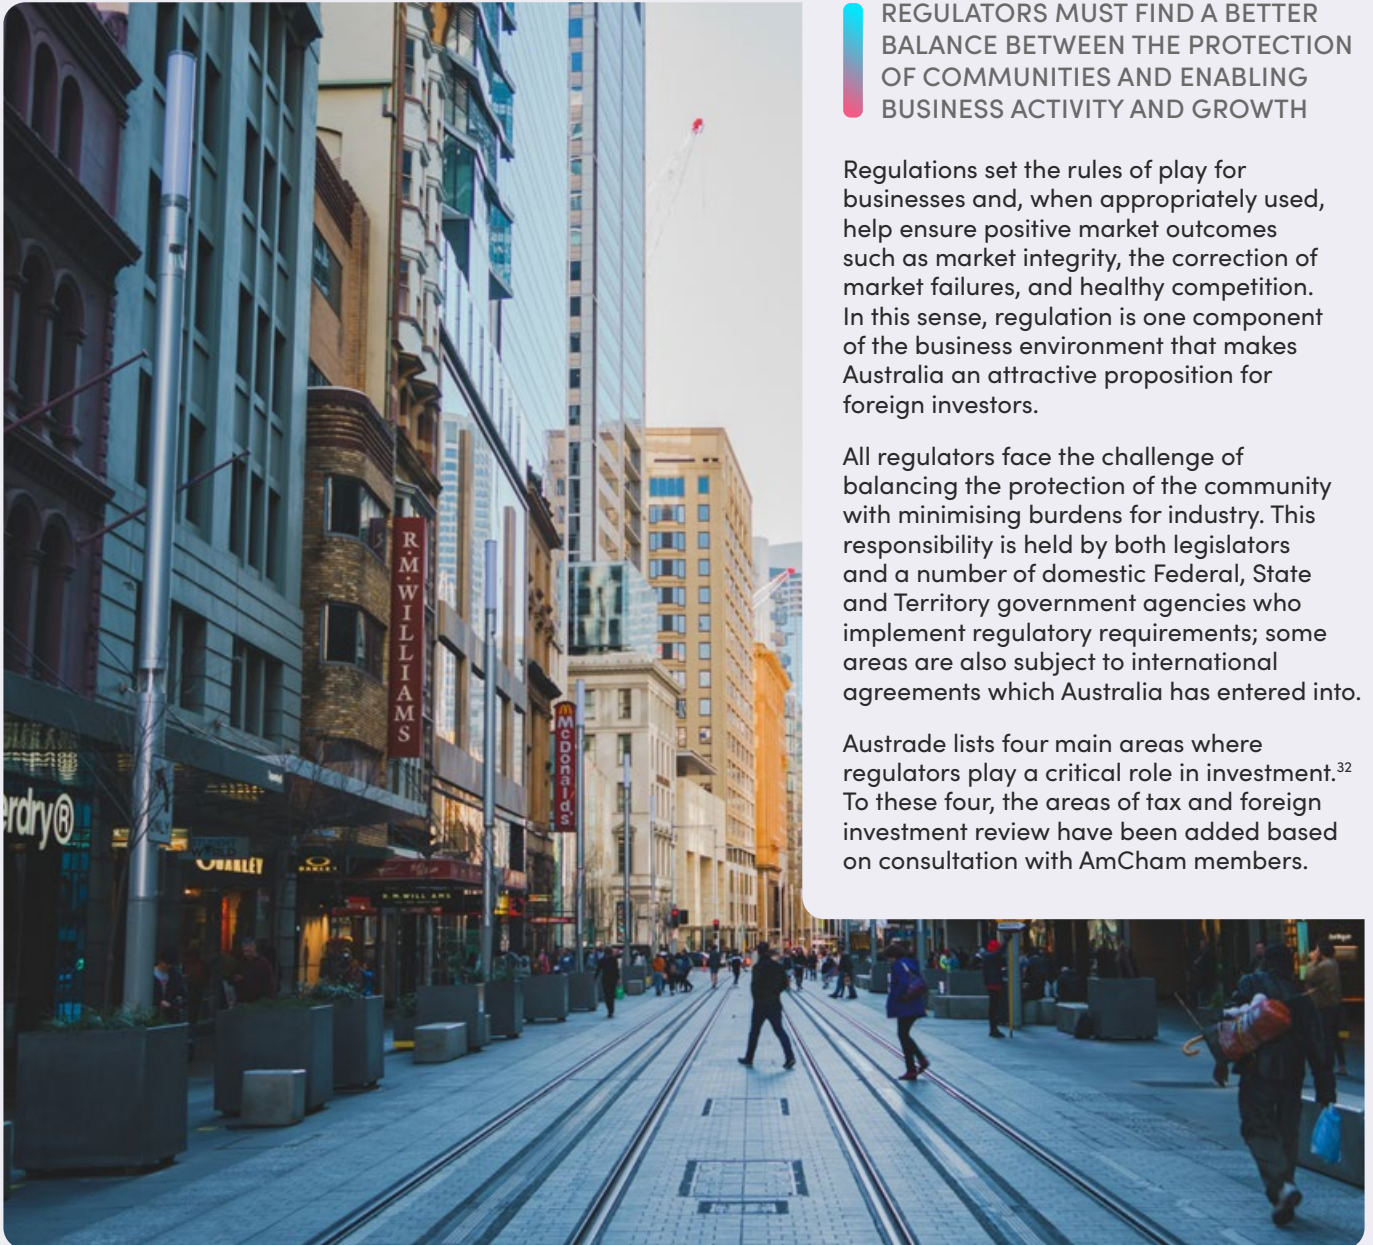 REGULATORS MUST FIND A BETTER
BALANCE BETWEEN THE PROTECTION
OF COMMUNITIES AND ENABLING
BUSINESS ACTIVITY AND GROWTH
Regulations set the rules of play for
businesses and, when appropriately used,
help ensure positive market outcomes
such as market integrity, the correction of
market failures, and healthy competition.
In this sense, regulation is one component
of the business environment that makes
Australia an attractive proposition for
foreign investors.
All regulators face the challenge of
balancing the protection of the community
with minimising burdens for industry. This
responsibility is held by both legislators
and a number of domestic Federal, State
and Territory government agencies who
implement regulatory requirements; some
areas are also subject to international
agreements which Australia has entered into.
Austrade lists four main areas where
regulators play a critical role in investment.³²
To these four, the areas of tax and foreign
investment review have been added based
on consultation with AmCham members.
R.M.WILLIAMS
McDonald's
erdry®
OAKLEY
OAKLEY
R.M.WILLIAMS
ONLY